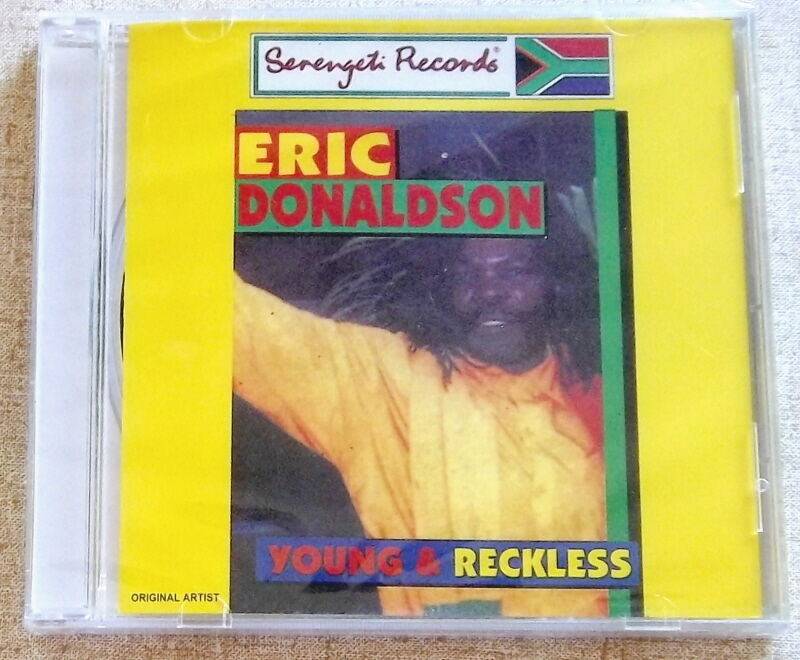 Serengeti Records®
ERIC
DONALDSON
YOUNG & RECKLESS
ORIGINAL ARTIST